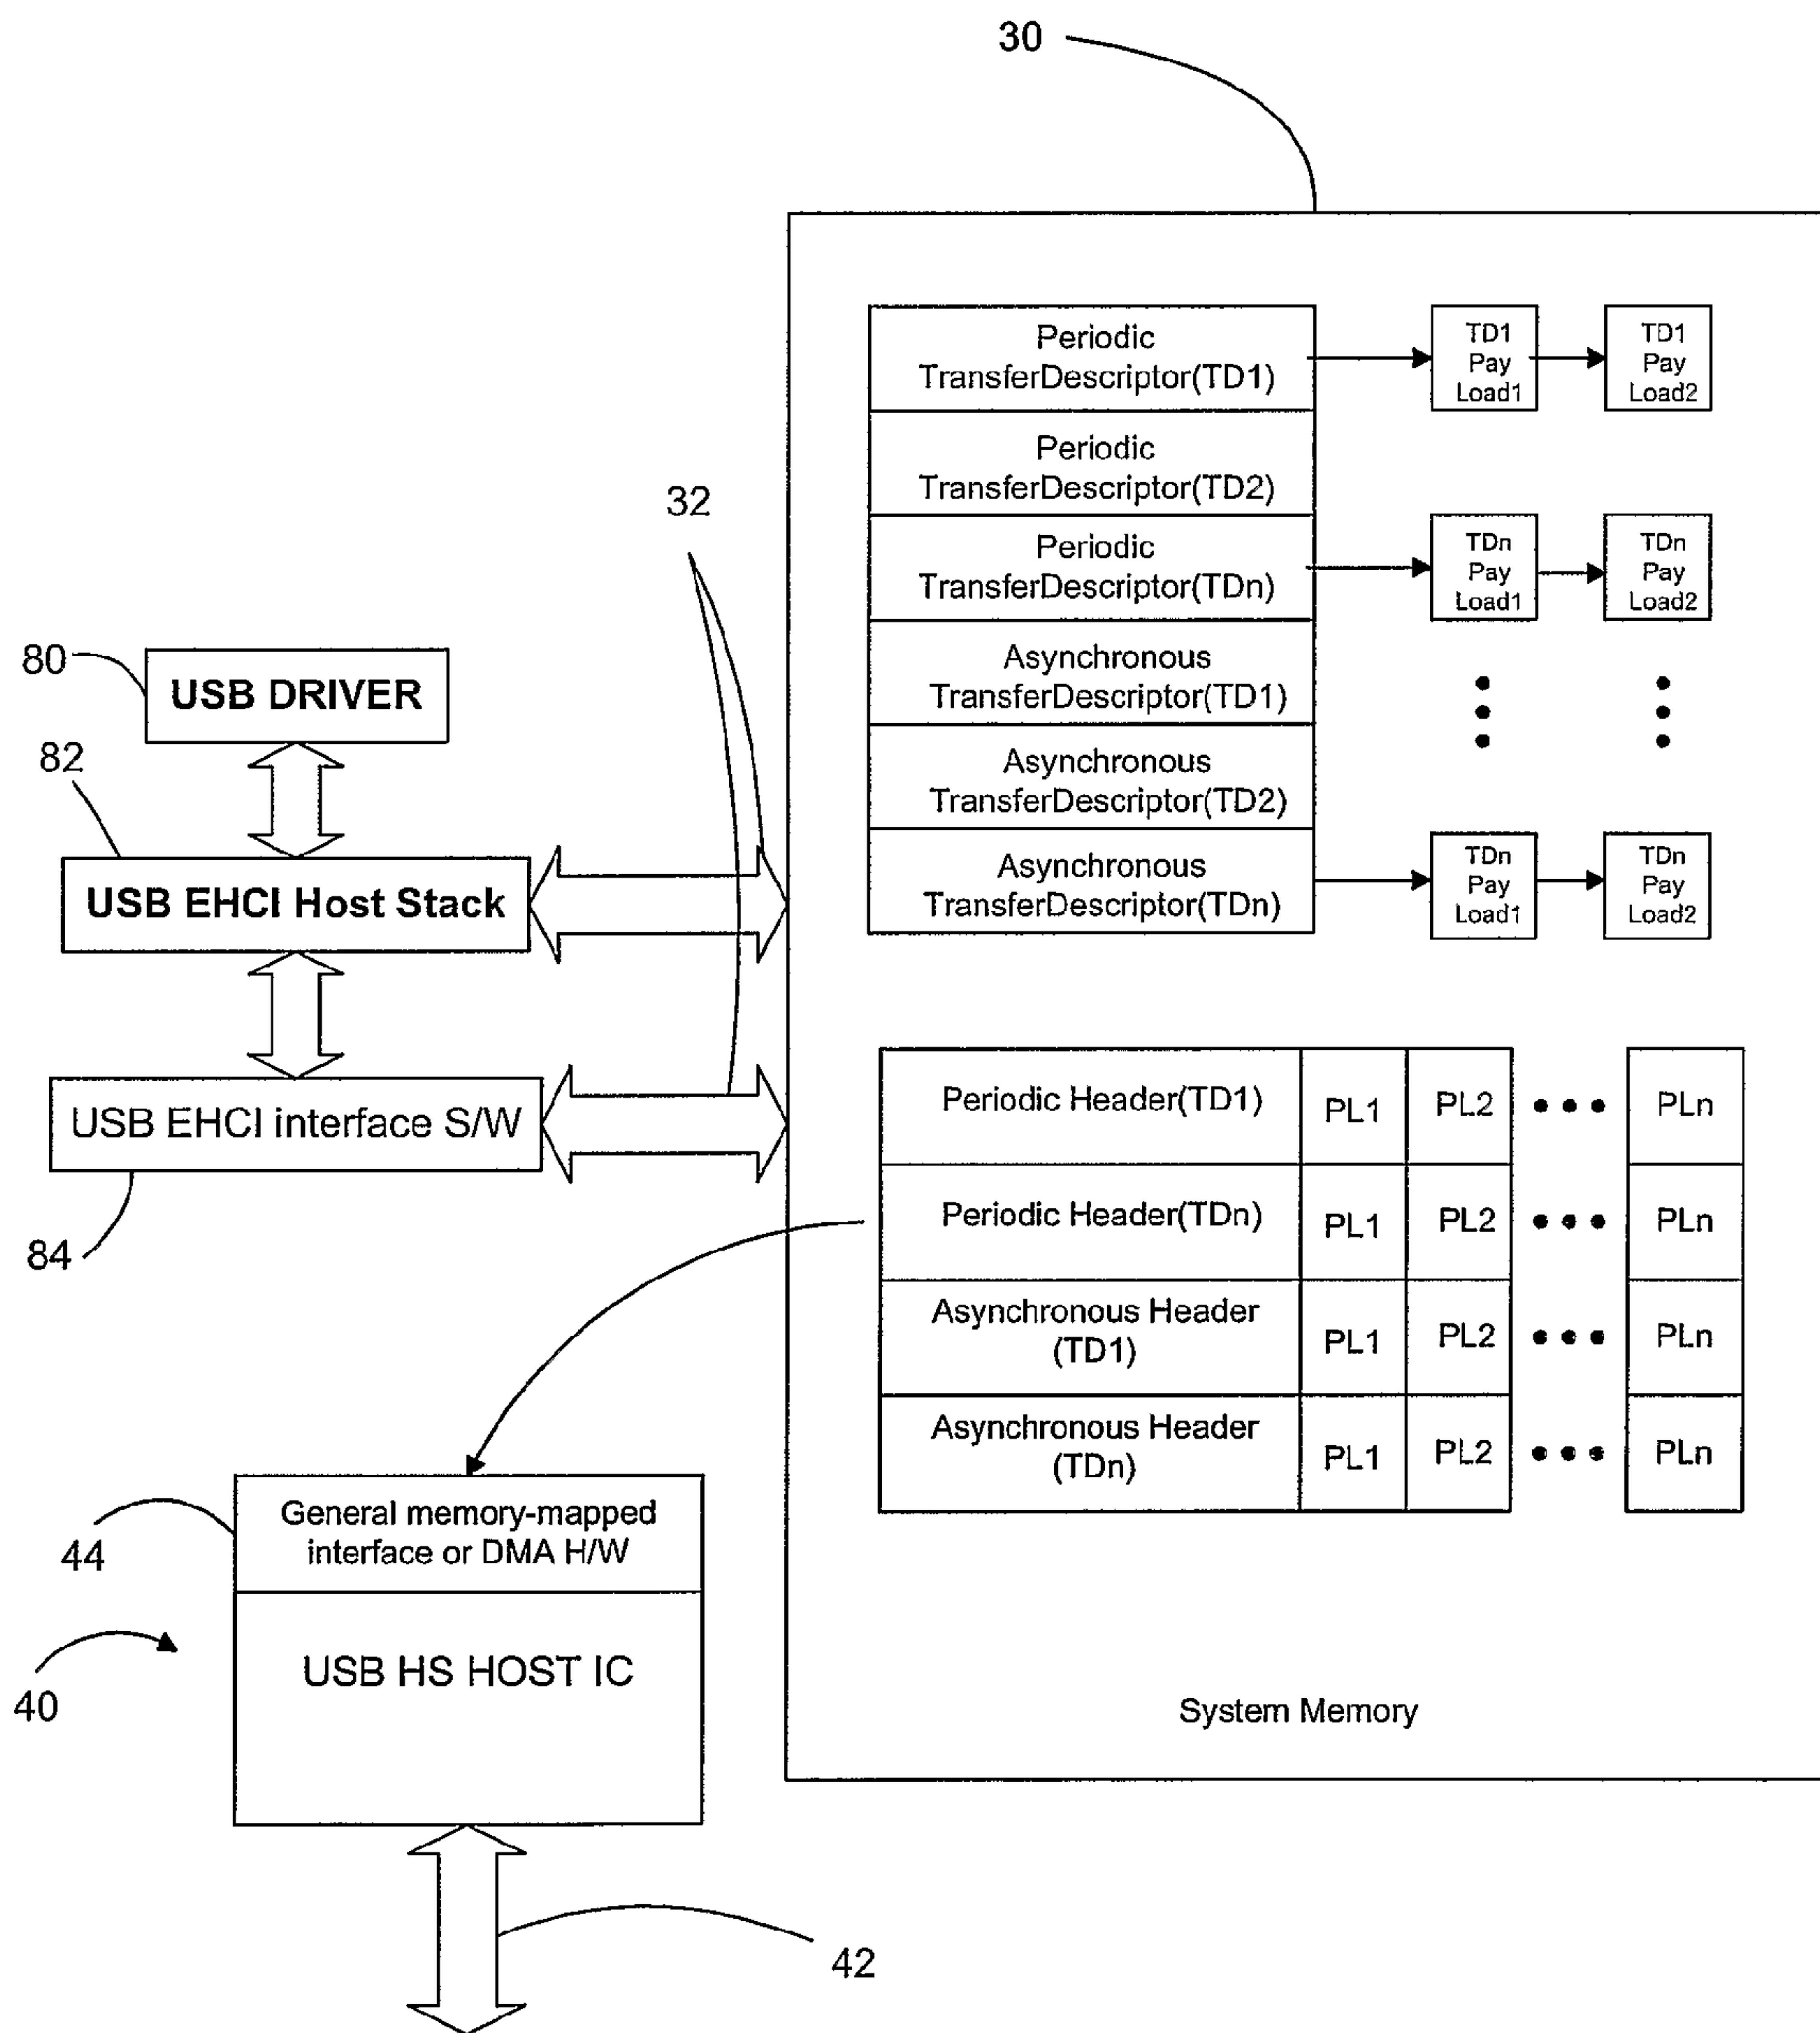 30
Periodic
TransferDescriptor(TD1)
TD1
Pay
Load1
TD1
Pay
Load2
Periodic
TransferDescriptor(TD2)
32
Periodic
TransferDescriptor(TDn)
TDn
Pay
Load1
TDn
Pay
Load2
Asynchronous
TransferDescriptor(TD1)
Asynchronous
TransferDescriptor(TD2)
Asynchronous
TransferDescriptor(TDn)
TDn
Pay
Load1
TDn
Pay
Load2
80
USB DRIVER
82
USB EHCI Host Stack
USB EHCI interface S/W
84
Periodic Header(TD1) PL1 PL2 ••• PLn
Periodic Header(TDn) PL1 PL2 ••• PLn
Asynchronous Header
(TD1) PL1 PL2 ••• PLn
Asynchronous Header
(TDn) PL1 PL2 ••• PLn
General memory-mapped
interface or DMA H/W
44
USB HS HOST IC
40
System Memory
42